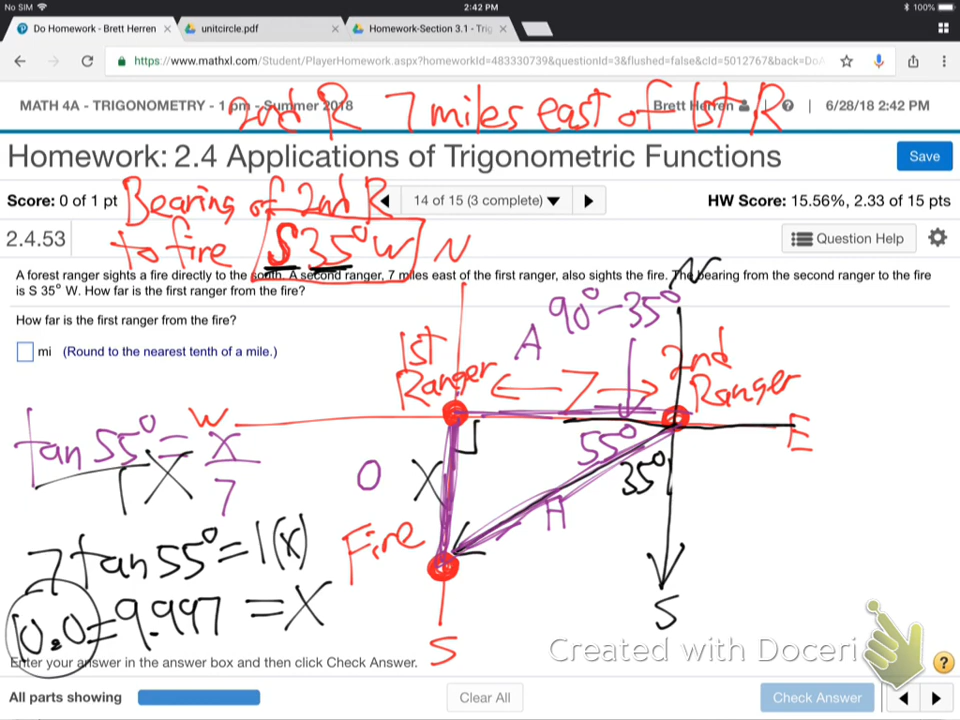 No SIM 2:42 PM 100%
Do Homework - Brett Herren × unitcircle.pdf × Homework-Section 3.1 - Trig ×
https://www.mathxl.com/Student/PlayerHomework.aspx?homeworkId=483330739&questionId=3&flushed=false&cId=5012767&back=DoA
MATH 4A - TRIGONOMETRY - 1 pm - Summer 2018 Brett Herren 6/28/18 2:42 PM
2nd R 7 miles east of 1st R
Homework: 2.4 Applications of Trigonometric Functions Save
Score: 0 of 1 pt 14 of 15 (3 complete) HW Score: 15.56%, 2.33 of 15 pts
Bearing of 2nd R
to fire S35°W N
2.4.53 Question Help
A forest ranger sights a fire directly to the south. A second ranger, 7 miles east of the first ranger, also sights the fire. The bearing from the second ranger to the fire
is S 35° W. How far is the first ranger from the fire?
N
How far is the first ranger from the fire?
90°-35°
mi (Round to the nearest tenth of a mile.)
1st A 2nd
Ranger 7 Ranger
W E
tan 55° = X/7
1
55°
O X 35°
H
7 tan 55° = 1(X)
Fire
10.0=9.997 = X
S
S
Created with Doceri
Enter your answer in the answer box and then click Check Answer.
?
All parts showing Clear All Check Answer